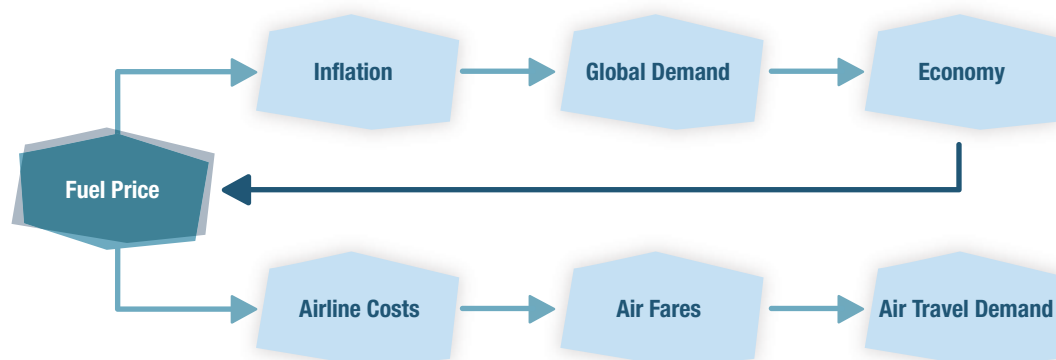 Inflation
Global Demand
Economy
Fuel Price
Airline Costs
Air Fares
Air Travel Demand